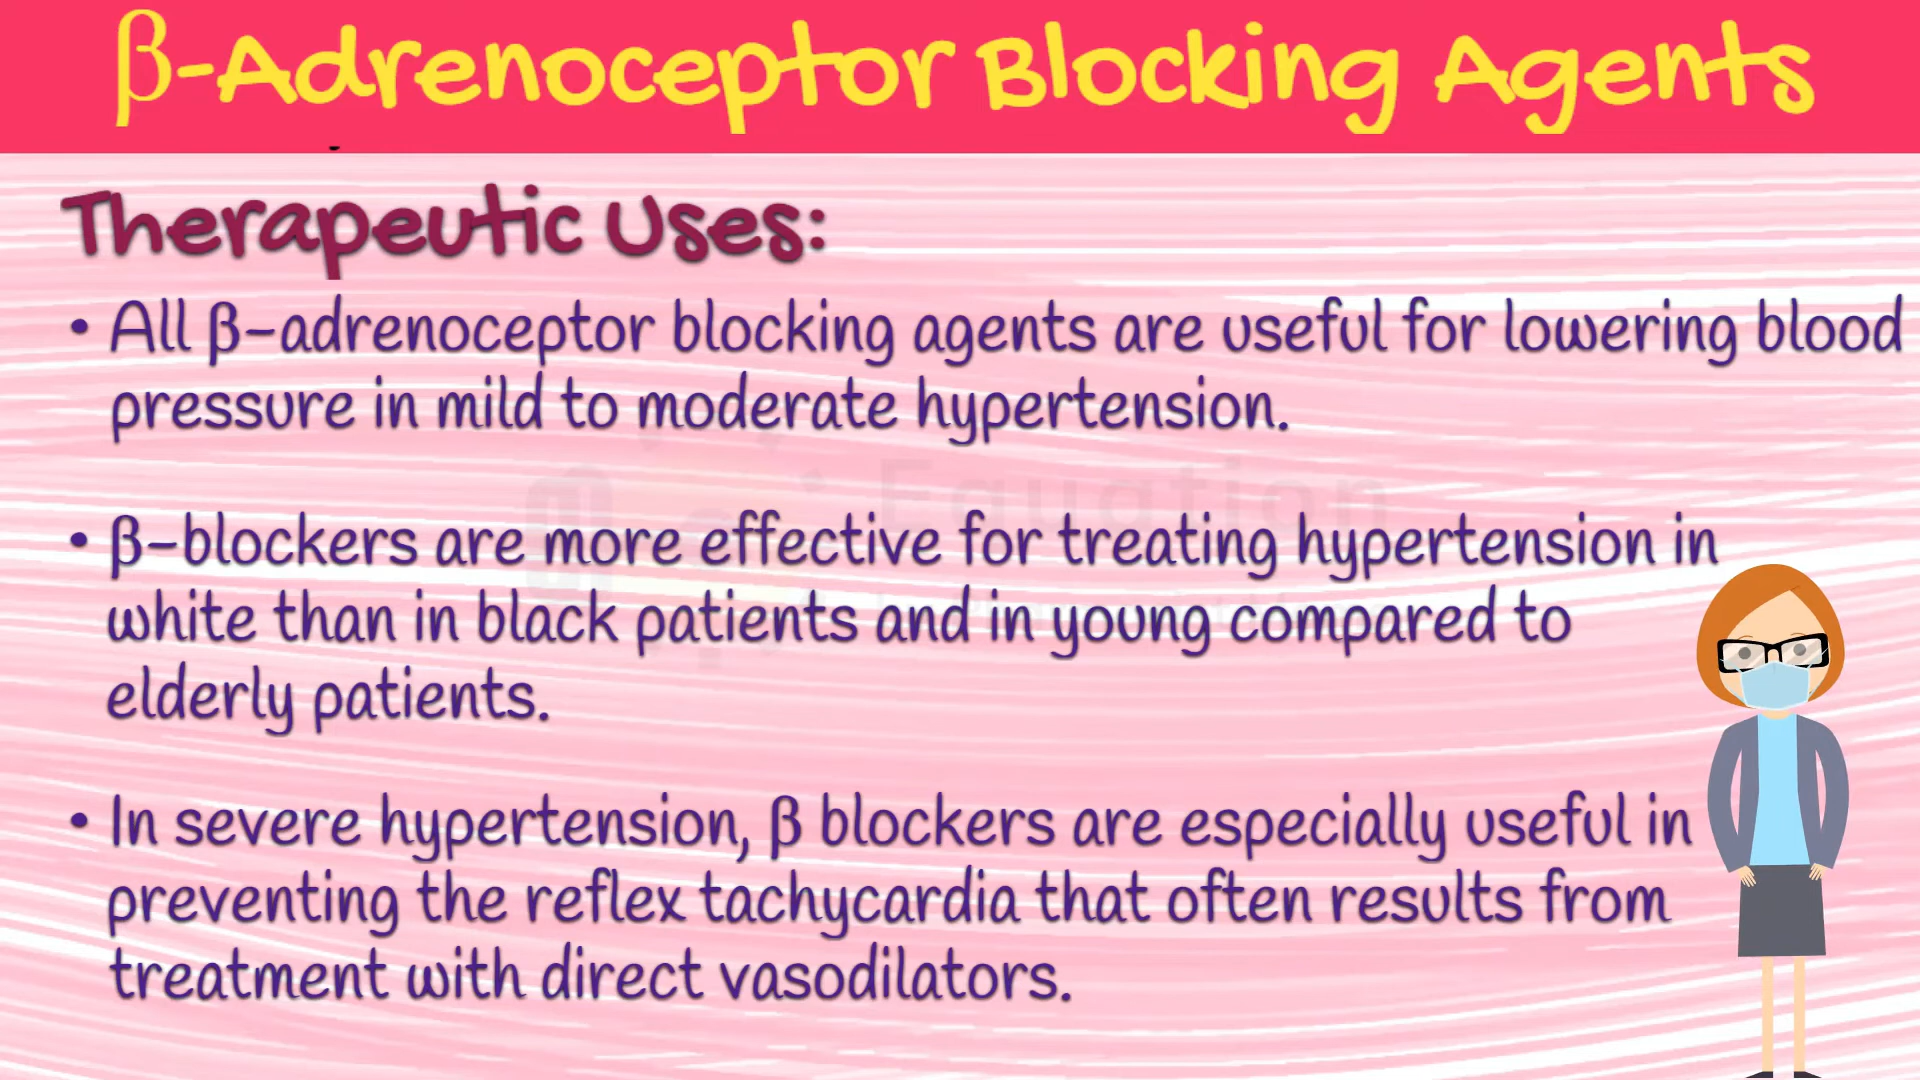 β-Adrenoceptor Blocking Agents
Therapeutic Uses:
• All β-adrenoceptor blocking agents are useful for lowering blood
pressure in mild to moderate hypertension.
Equation
• β-blockers are more effective for treating hypertension in
white than in black patients and in young compared to
elderly patients.
• In severe hypertension, β blockers are especially useful in
preventing the reflex tachycardia that often results from
treatment with direct vasodilators.